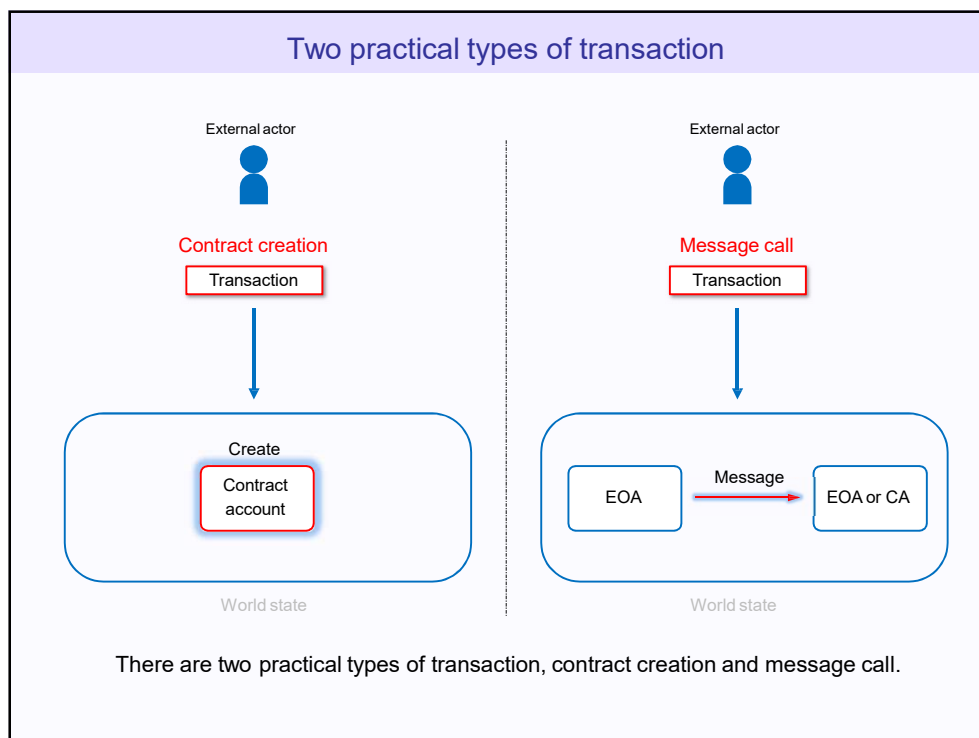 Two practical types of transaction
External actor
Contract creation
Transaction
Create
Contract
account
World state
External actor
Message call
Transaction
EOA
Message
EOA or CA
World state
There are two practical types of transaction, contract creation and message call.